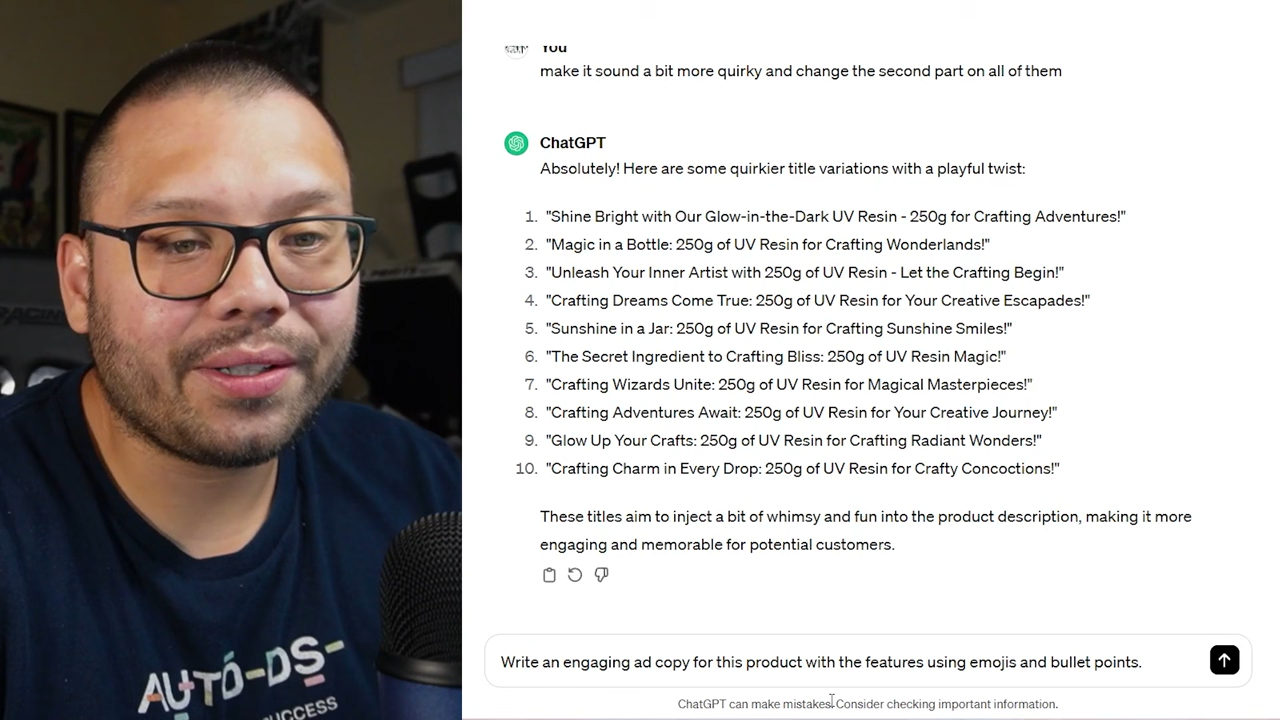 You
make it sound a bit more quirky and change the second part on all of them
ChatGPT
Absolutely! Here are some quirkier title variations with a playful twist:
1. "Shine Bright with Our Glow-in-the-Dark UV Resin - 250g for Crafting Adventures!"
2. "Magic in a Bottle: 250g of UV Resin for Crafting Wonderlands!"
3. "Unleash Your Inner Artist with 250g of UV Resin - Let the Crafting Begin!"
4. "Crafting Dreams Come True: 250g of UV Resin for Your Creative Escapades!"
5. "Sunshine in a Jar: 250g of UV Resin for Crafting Sunshine Smiles!"
6. "The Secret Ingredient to Crafting Bliss: 250g of UV Resin Magic!"
7. "Crafting Wizards Unite: 250g of UV Resin for Magical Masterpieces!"
8. "Crafting Adventures Await: 250g of UV Resin for Your Creative Journey!"
9. "Glow Up Your Crafts: 250g of UV Resin for Crafting Radiant Wonders!"
10. "Crafting Charm in Every Drop: 250g of UV Resin for Crafty Concoctions!"
These titles aim to inject a bit of whimsy and fun into the product description, making it more
engaging and memorable for potential customers.
Write an engaging ad copy for this product with the features using emojis and bullet points.
ChatGPT can make mistakes. Consider checking important information.
AUTO-DS-
SUCCESS